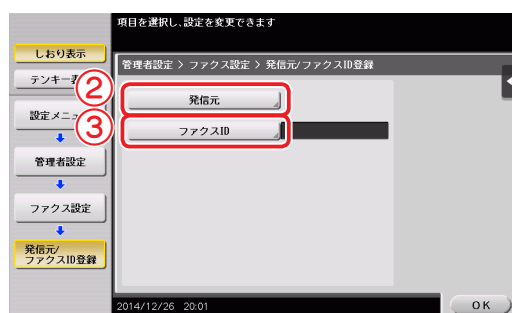 項目を選択し、設定を変更できます
しおり表示
管理者設定 > ファクス設定 > 発信元/ファクスID登録
テンキー
②
発信元
設定メニュー
③
ファクスID
管理者設定
ファクス設定
発信元/
ファクスID登録
2014/12/26 20:01
OK